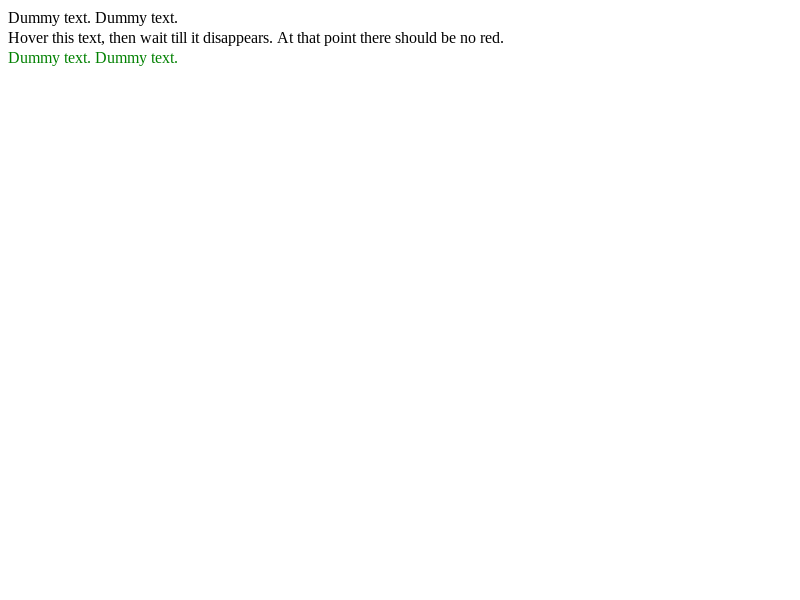 Dummy text. Dummy text.
Hover this text, then wait till it disappears. At that point there should be no red.
Dummy text. Dummy text.